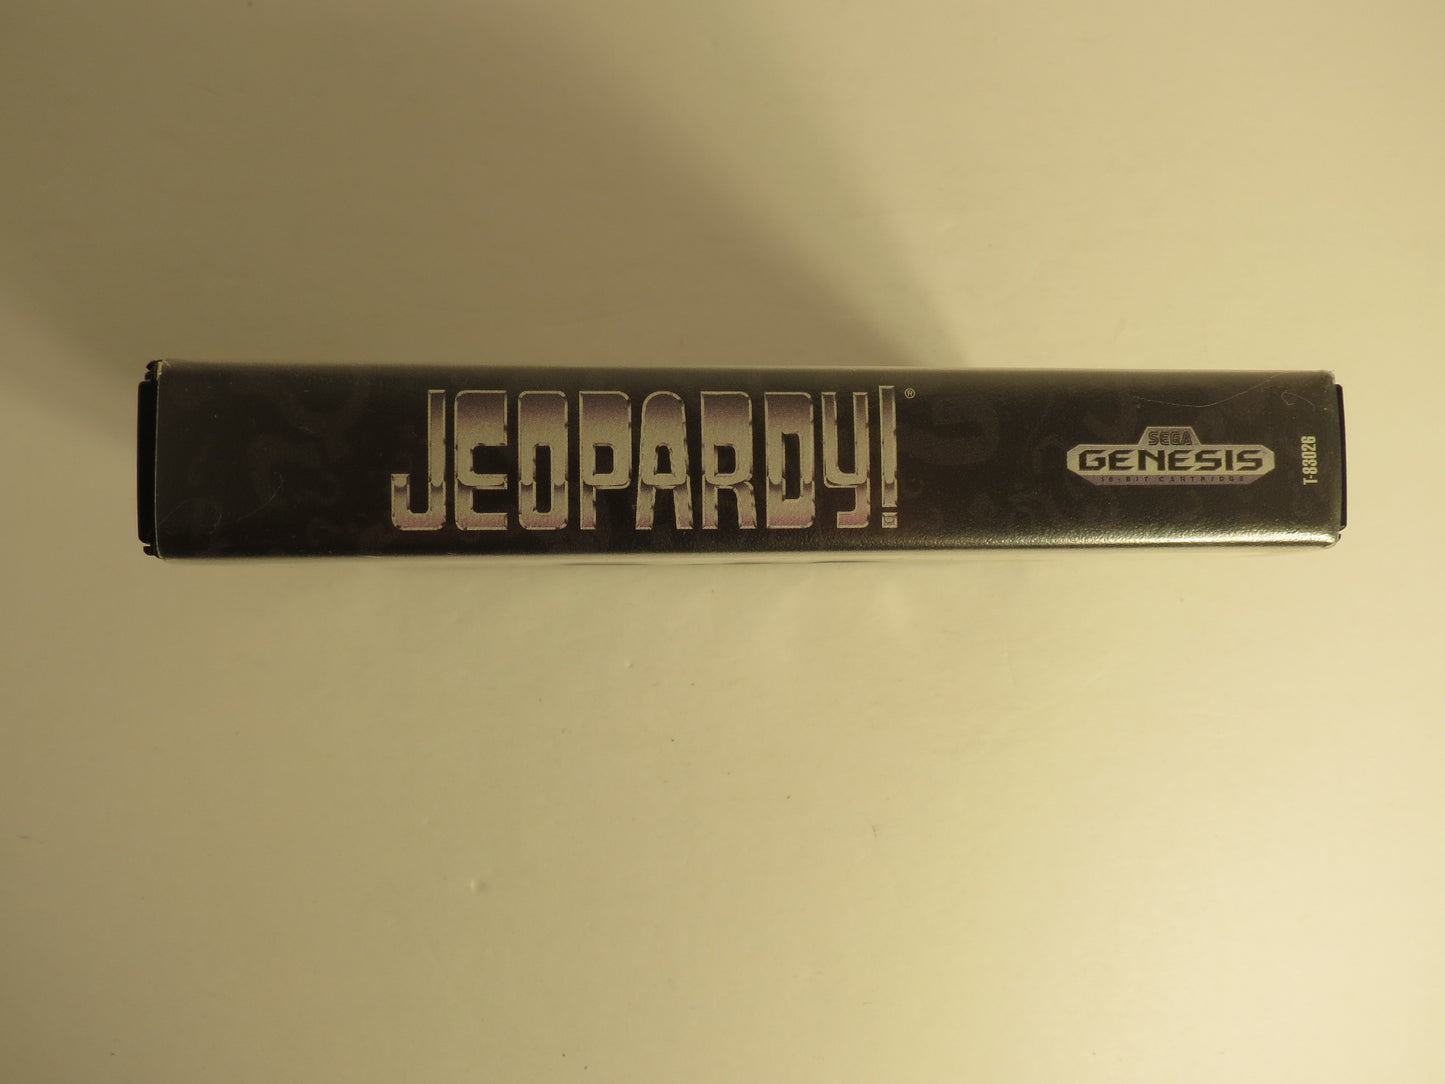 JEOPARDY!®
SEGA
GENESIS
16-BIT CARTRIDGE
T-83026